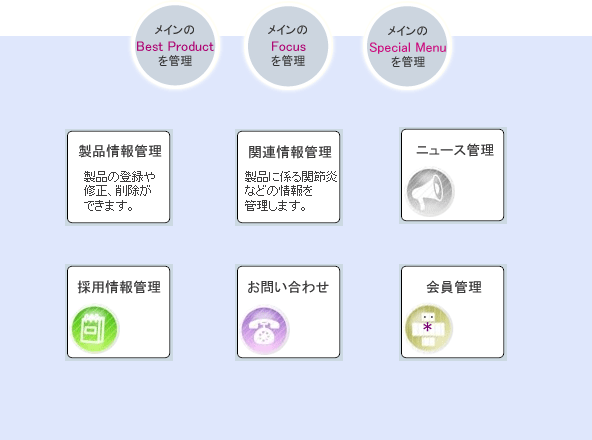 メインの
Best Product
を管理
メインの
Focus
を管理
メインの
Special Menu
を管理
製品情報管理
製品の登録や
修正、削除が
できます。
関連情報管理
製品に係る関節炎
などの情報を
管理します。
ニュース管理
採用情報管理
お問い合わせ
会員管理